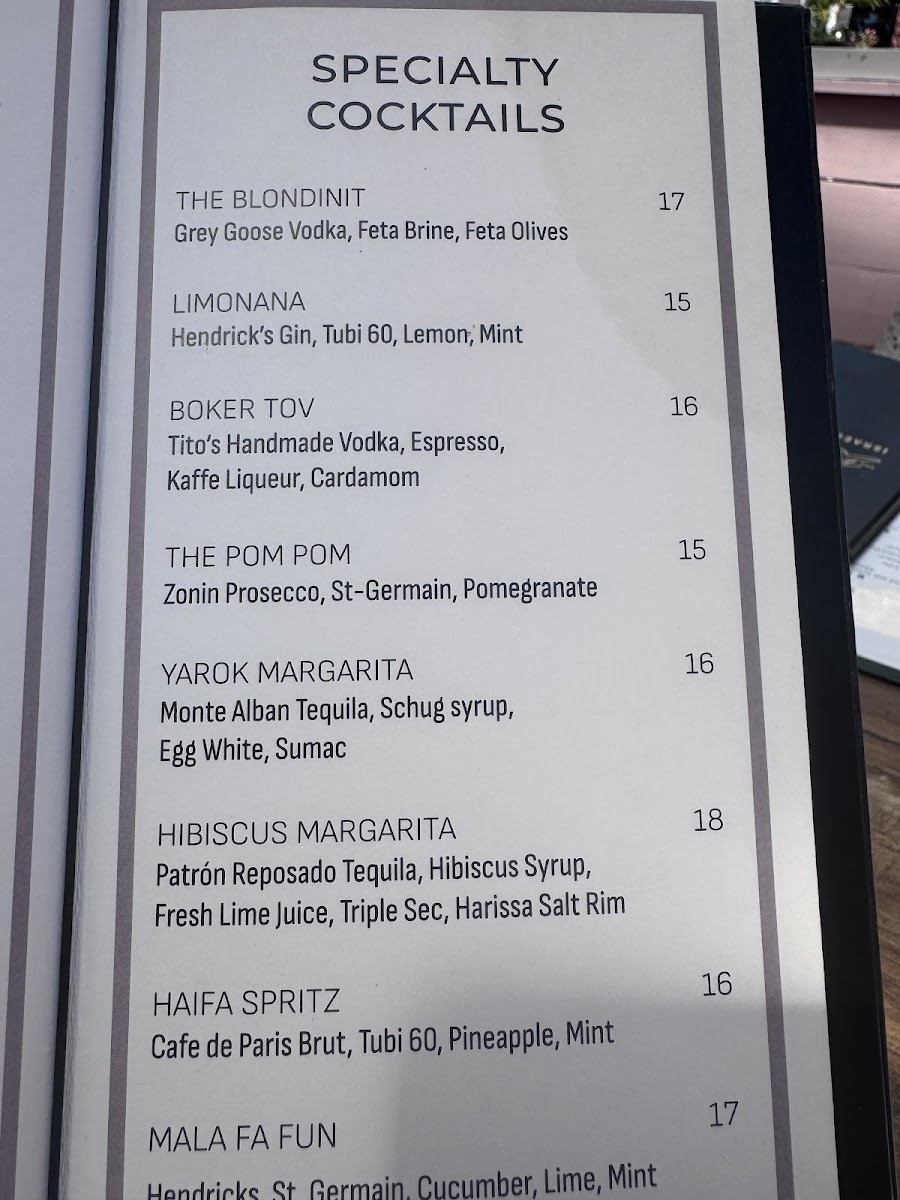 SPECIALTY
COCKTAILS
THE BLONDINIT 17
Grey Goose Vodka, Feta Brine, Feta Olives
LIMONANA 15
Hendrick's Gin, Tubi 60, Lemon, Mint
BOKER TOV 16
Tito's Handmade Vodka, Espresso,
Kaffe Liqueur, Cardamom
THE POM POM 15
Zonin Prosecco, St-Germain, Pomegranate
YAROK MARGARITA 16
Monte Alban Tequila, Schug syrup,
Egg White, Sumac
HIBISCUS MARGARITA 18
Patrón Reposado Tequila, Hibiscus Syrup,
Fresh Lime Juice, Triple Sec, Harissa Salt Rim
HAIFA SPRITZ 16
Cafe de Paris Brut, Tubi 60, Pineapple, Mint
MALA FA FUN 17
Hendricks, St. Germain, Cucumber, Lime, Mint